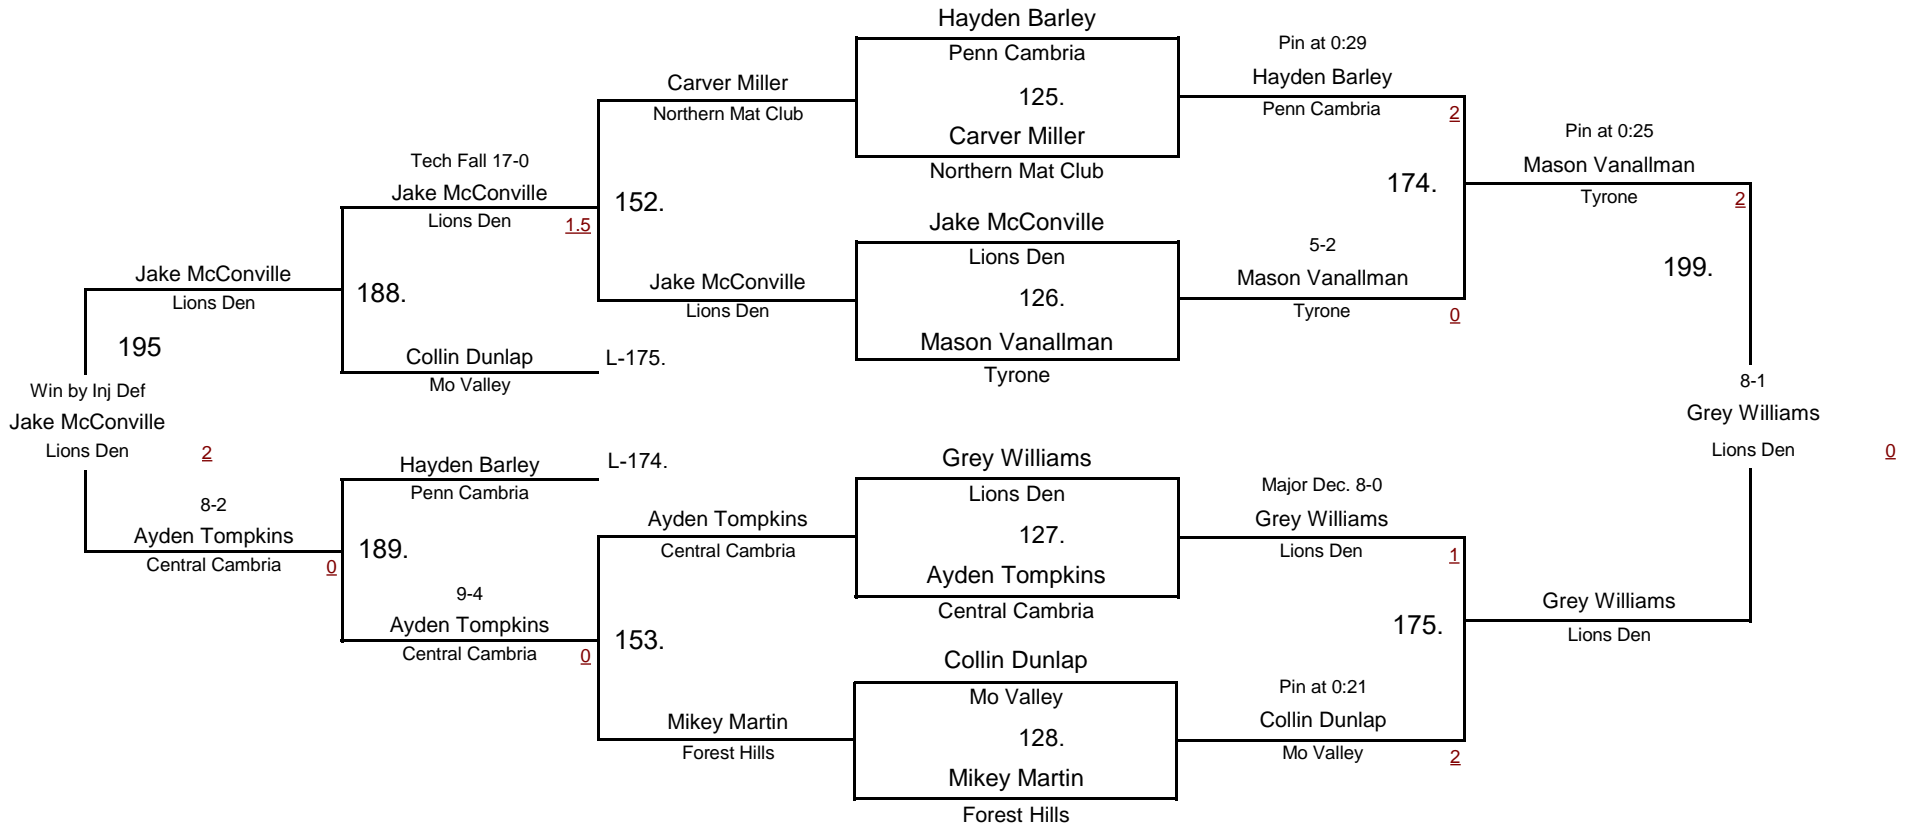 Hayden Barley
Penn Cambria
125.
Carver Miller
Northern Mat Club
Carver Miller
Northern Mat Club
Pin at 0:29
Hayden Barley
Penn Cambria
2
Pin at 0:25
Mason Vanallman
Tyrone
2
174.
Tech Fall 17-0
Jake McConville
Lions Den
1.5
152.
Jake McConville
Lions Den
126.
Mason Vanallman
Tyrone
Jake McConville
Lions Den
5-2
Mason Vanallman
Tyrone
0
199.
Jake McConville
Lions Den
188.
195
Collin Dunlap
Mo Valley
L-175.
Win by Inj Def
Jake McConville
Lions Den
2
8-1
Grey Williams
Lions Den
0
Hayden Barley
Penn Cambria
L-174.
Grey Williams
Lions Den
127.
Ayden Tompkins
Central Cambria
Major Dec. 8-0
Grey Williams
Lions Den
1
8-2
Ayden Tompkins
Central Cambria
0
189.
Ayden Tompkins
Central Cambria
9-4
Ayden Tompkins
Central Cambria
0
153.
175.
Grey Williams
Lions Den
Collin Dunlap
Mo Valley
128.
Mikey Martin
Forest Hills
Mikey Martin
Forest Hills
Pin at 0:21
Collin Dunlap
Mo Valley
2